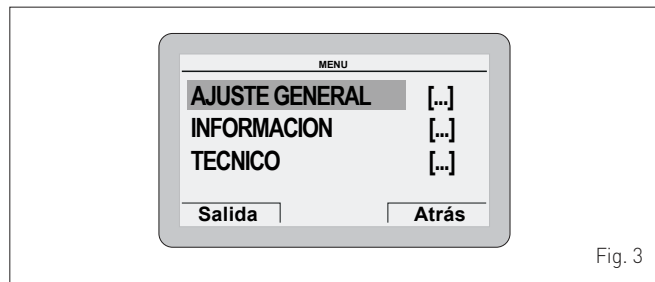 MENU
AJUSTE GENERAL [...]
INFORMACION [...]
TECNICO [...]
Salida Atrás
Fig. 3